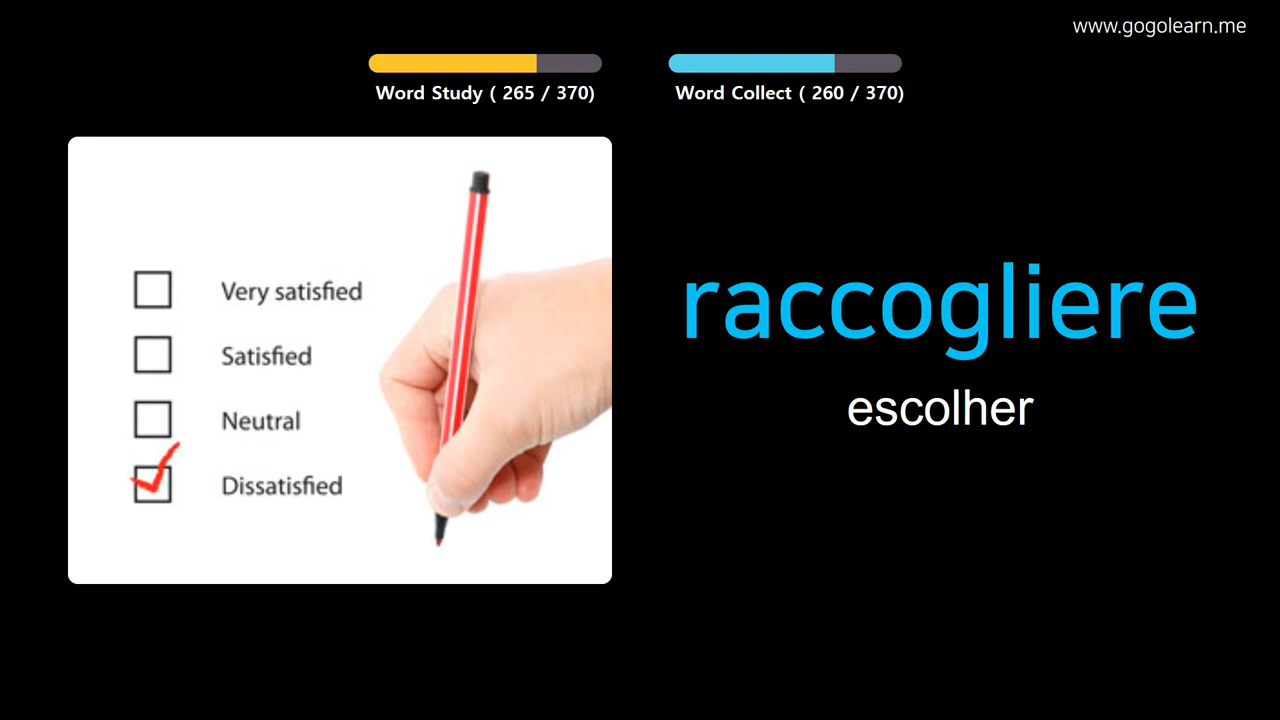 www.gogolearn.me
Word Study ( 265 / 370)
Word Collect ( 260 / 370)
Very satisfied
Satisfied
Neutral
Dissatisfied
raccogliere
escolher